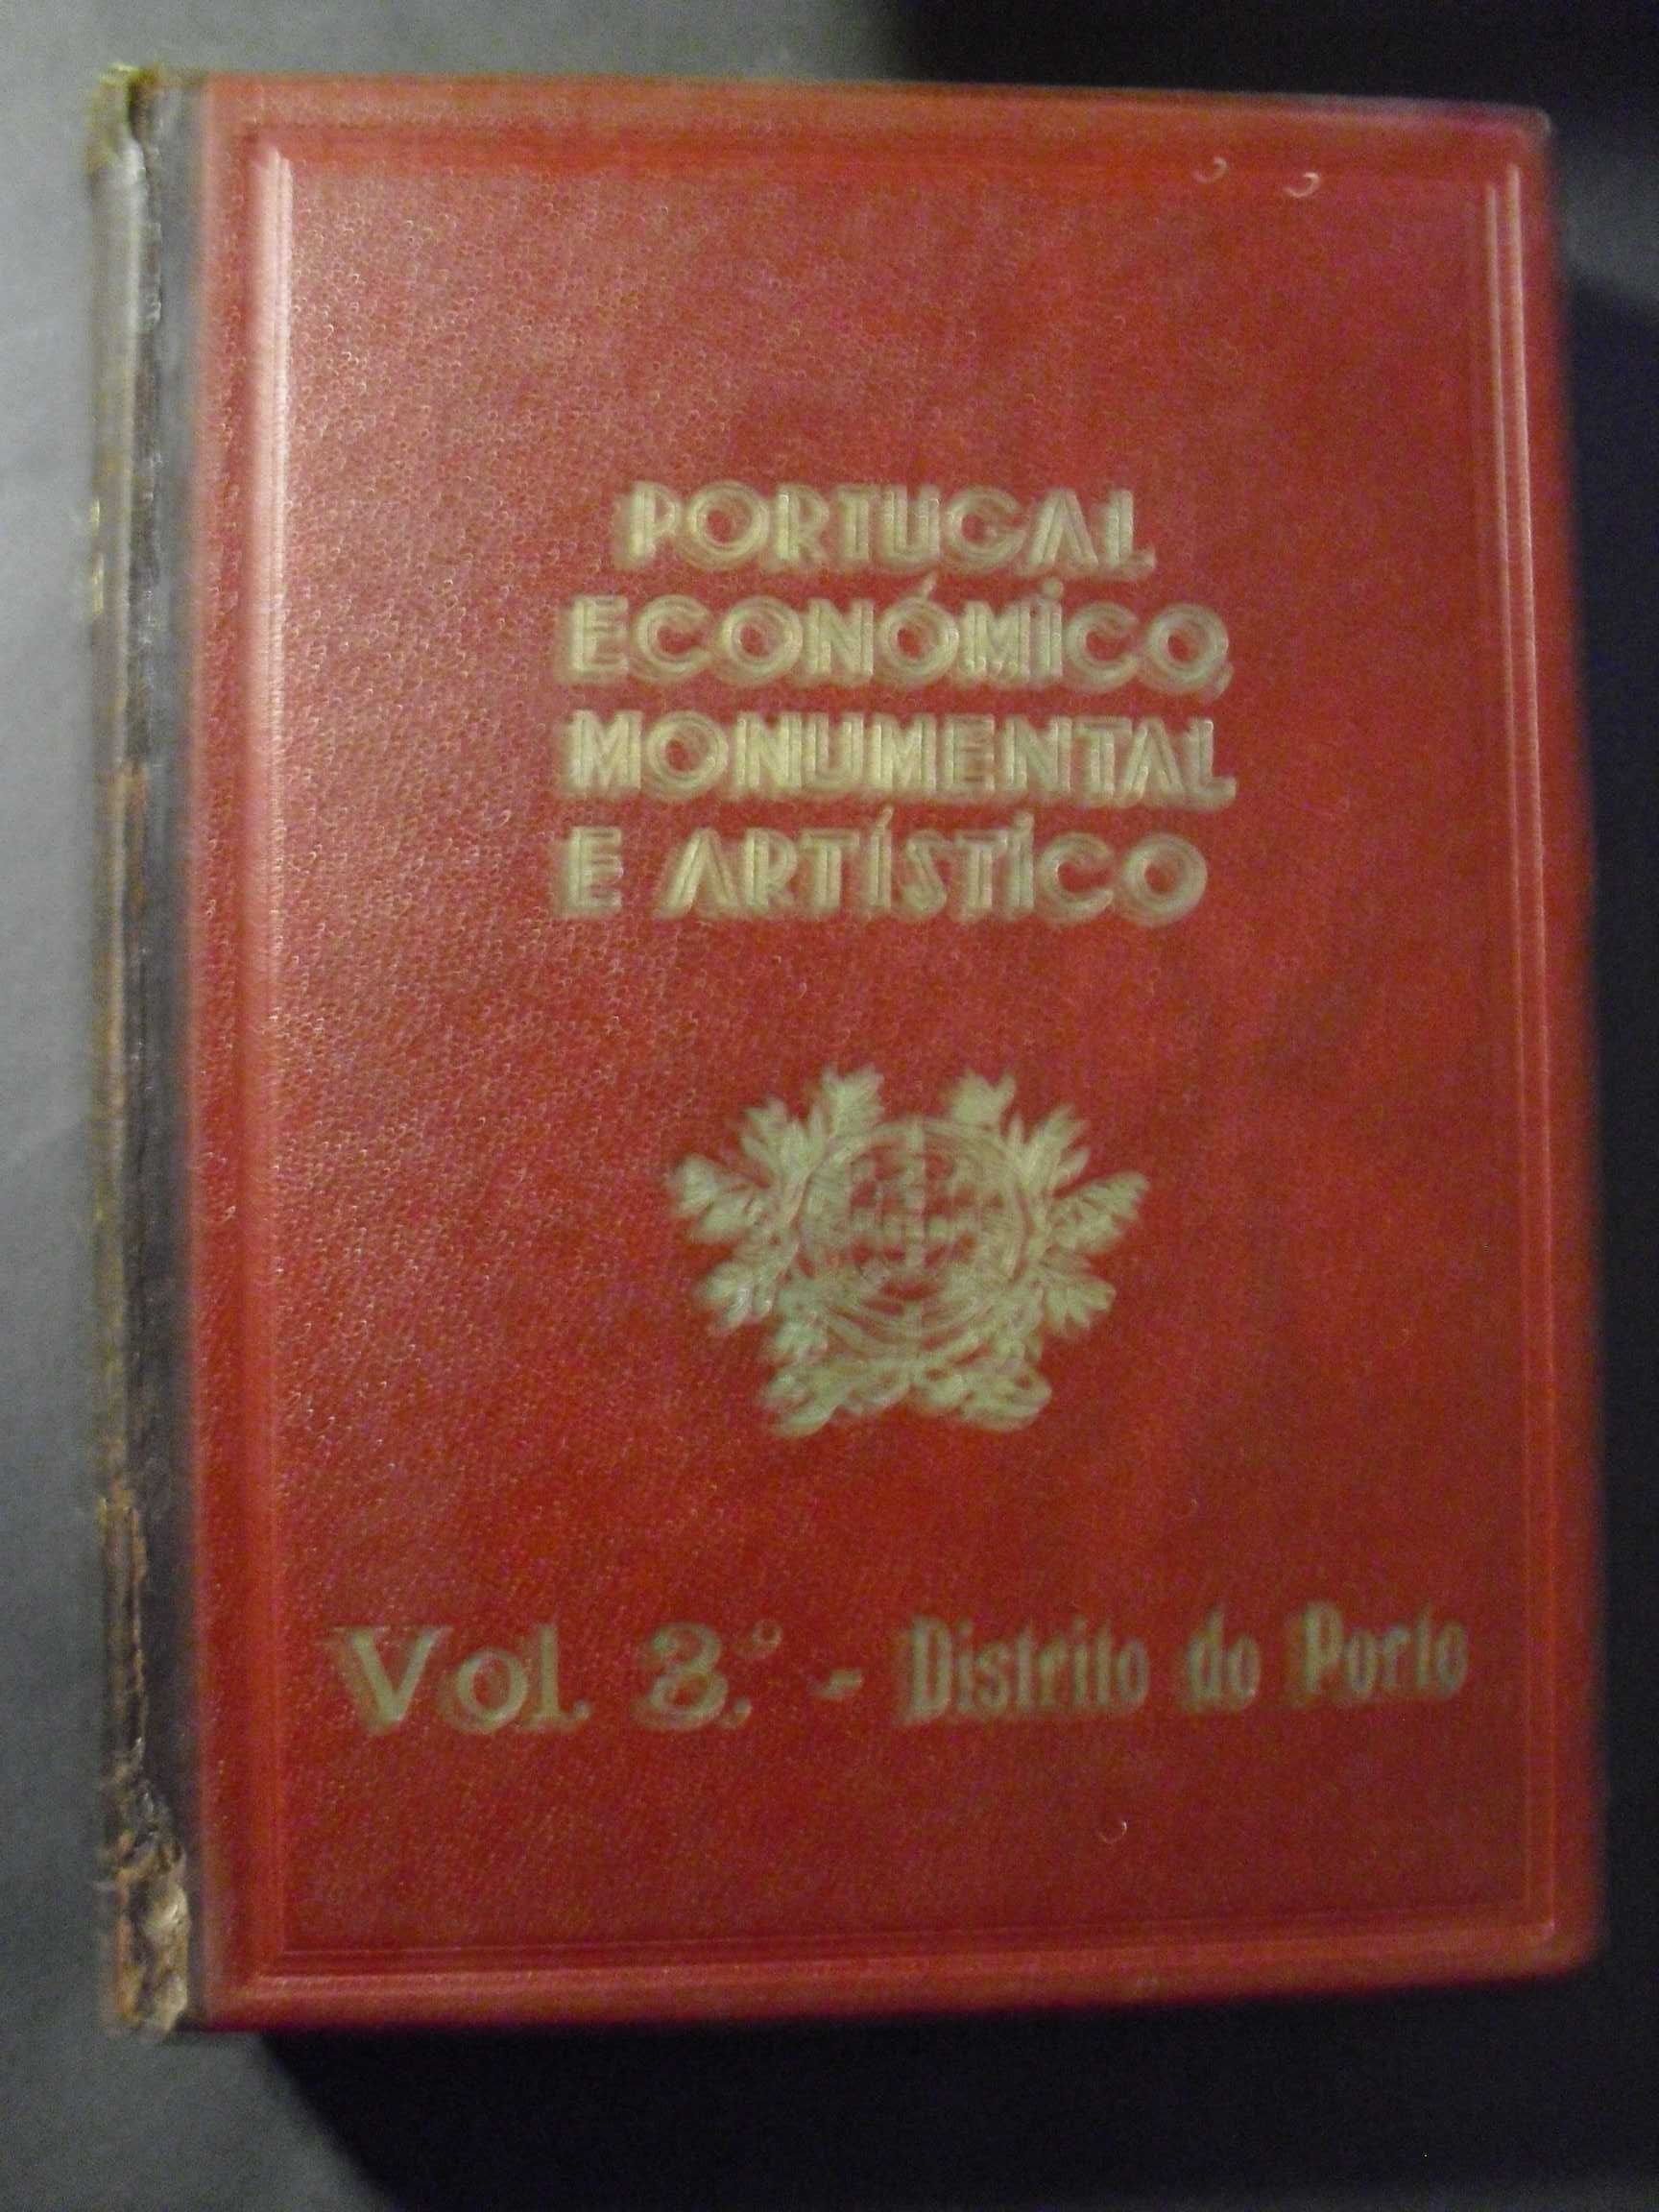 PORTUGAL
ECONÓMICO,
MONUMENTAL
E ARTÍSTICO
Vol. 3.º - Distrito do Porto